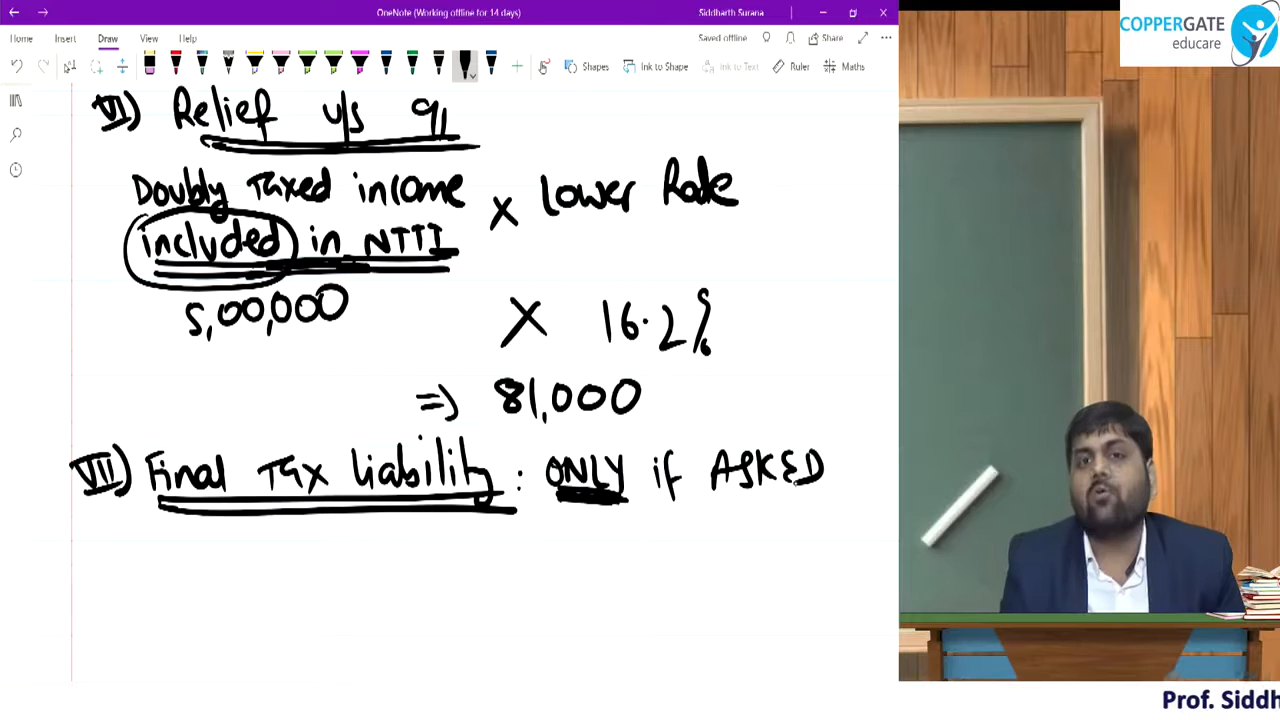 OneNote (Working offline for 14 days)
Siddharth Surana
Home Insert Draw View Help
Saved offline
Share
Shapes
Ink to Shape
Ink to Text
Ruler
Maths
COPPERGATE
educare
VI) Relief u/s 91
Doubly Taxed income × Lower Rate
included in NTTI
5,00,000 × 16.2%
=> 81,000
VII) Final Tax liability : ONLY if ASKED
Prof. Siddh